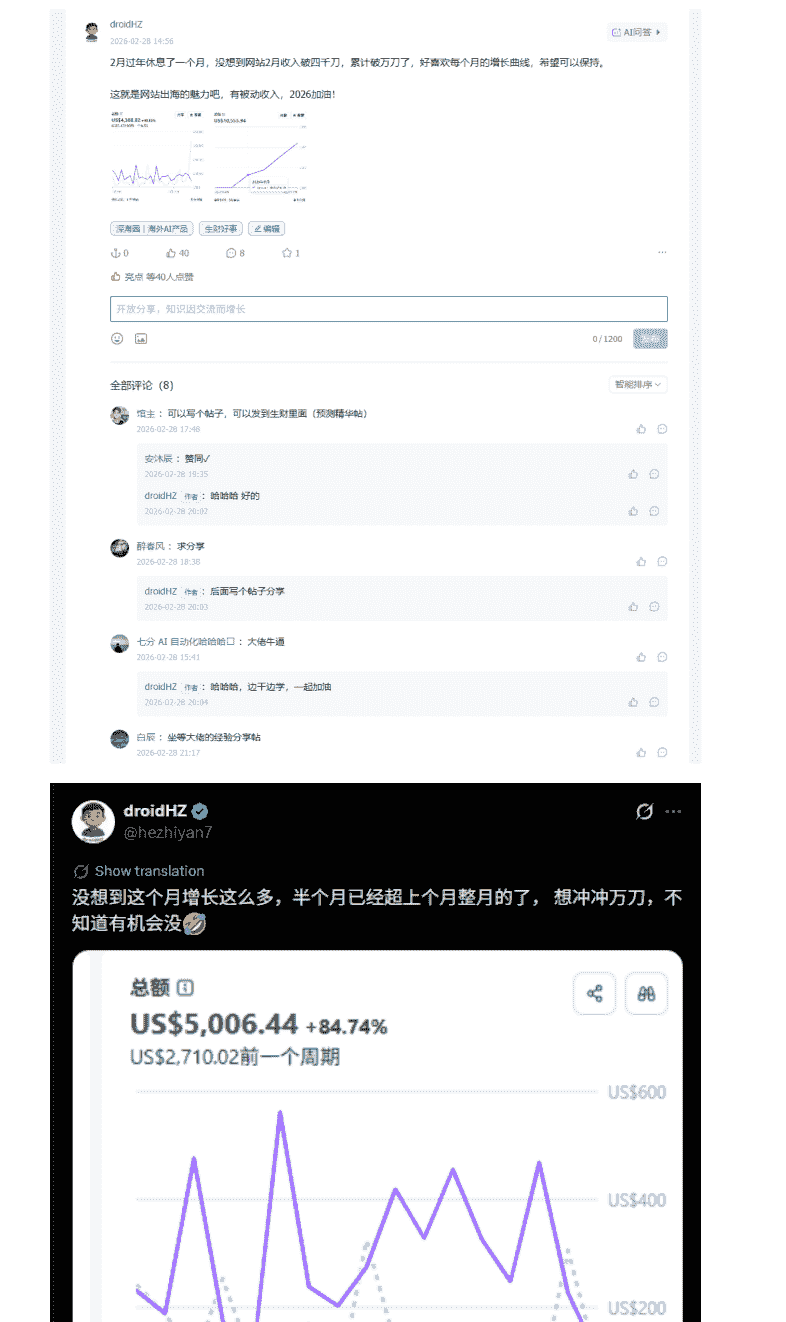 droidHZ
2026-02-28 14:56
AI问答
2月过年休息了一个月，没想到网站2月收入破四千刀，累计破万刀了，好喜欢每个月的增长曲线，希望可以保持。
这就是网站出海的魅力吧，有被动收入，2026加油！
深海圈 | 海外AI产品
生财好事
编辑
0
40
8
1
亮点 等40人点赞
开放分享，知识因交流而增长
0 / 1200
发布
全部评论（8）
智能排序
馆主 ： 可以写个帖子，可以发到生财里面（预测精华帖）
2026-02-28 17:48
安沐辰 ： 赞同✓
2026-02-28 19:35
droidHZ 作者 ： 哈哈哈 好的
2026-02-28 20:02
醉春风 ： 求分享
2026-02-28 18:38
droidHZ 作者 ： 后面写个帖子分享
2026-02-28 20:03
七分 AI 自动化哈哈哈□ ： 大佬牛逼
2026-02-28 15:41
droidHZ 作者 ： 哈哈哈，边干边学，一起加油
2026-02-28 20:04
白辰 ： 坐等大佬的经验分享帖
2026-02-28 21:17
droidHZ
@hezhiyan7
Show translation
没想到这个月增长这么多，半个月已经超上个月整月的了， 想冲冲万刀，不
知道有机会没🤣
总额
US$5,006.44 +84.74%
US$2,710.02前一个周期
US$600
US$400
US$200